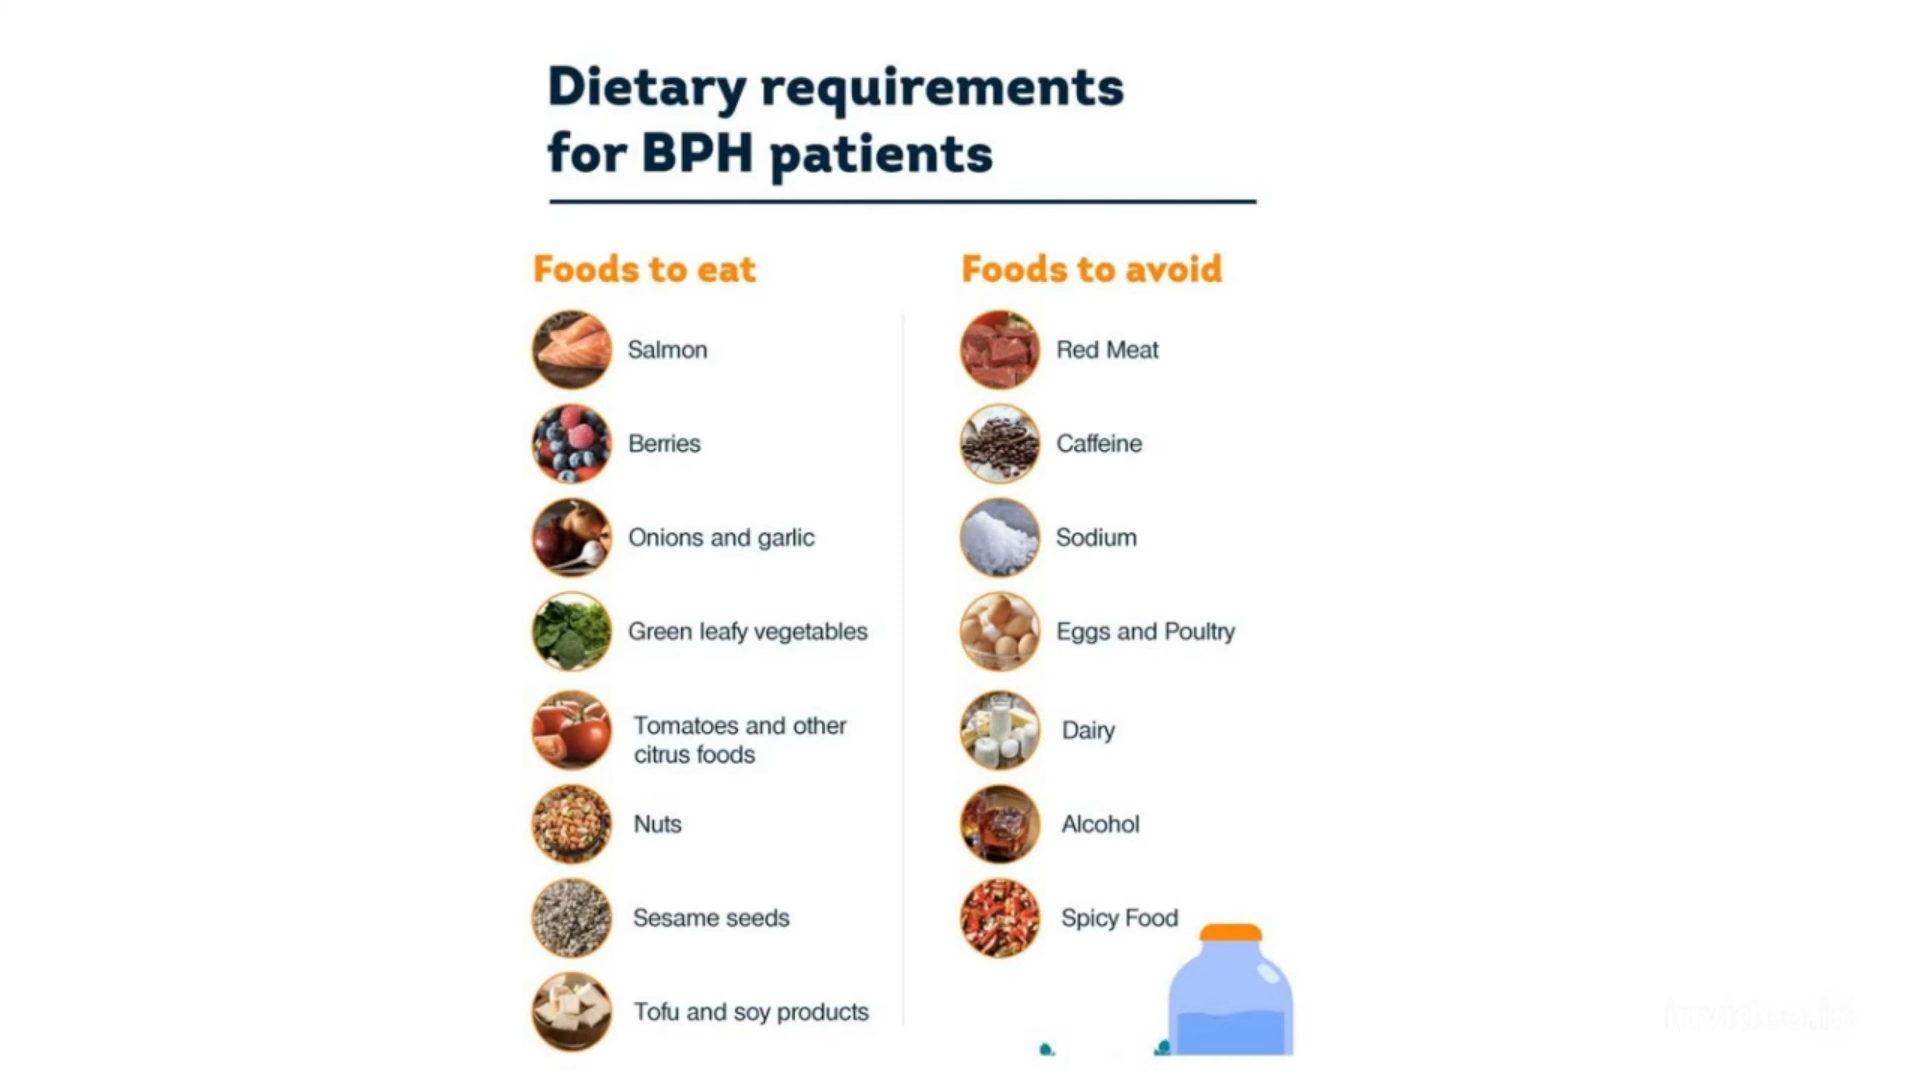 Dietary requirements
for BPH patients
Foods to eat
Salmon
Berries
Onions and garlic
Green leafy vegetables
Tomatoes and other
citrus foods
Nuts
Sesame seeds
Tofu and soy products
Foods to avoid
Red Meat
Caffeine
Sodium
Eggs and Poultry
Dairy
Alcohol
Spicy Food